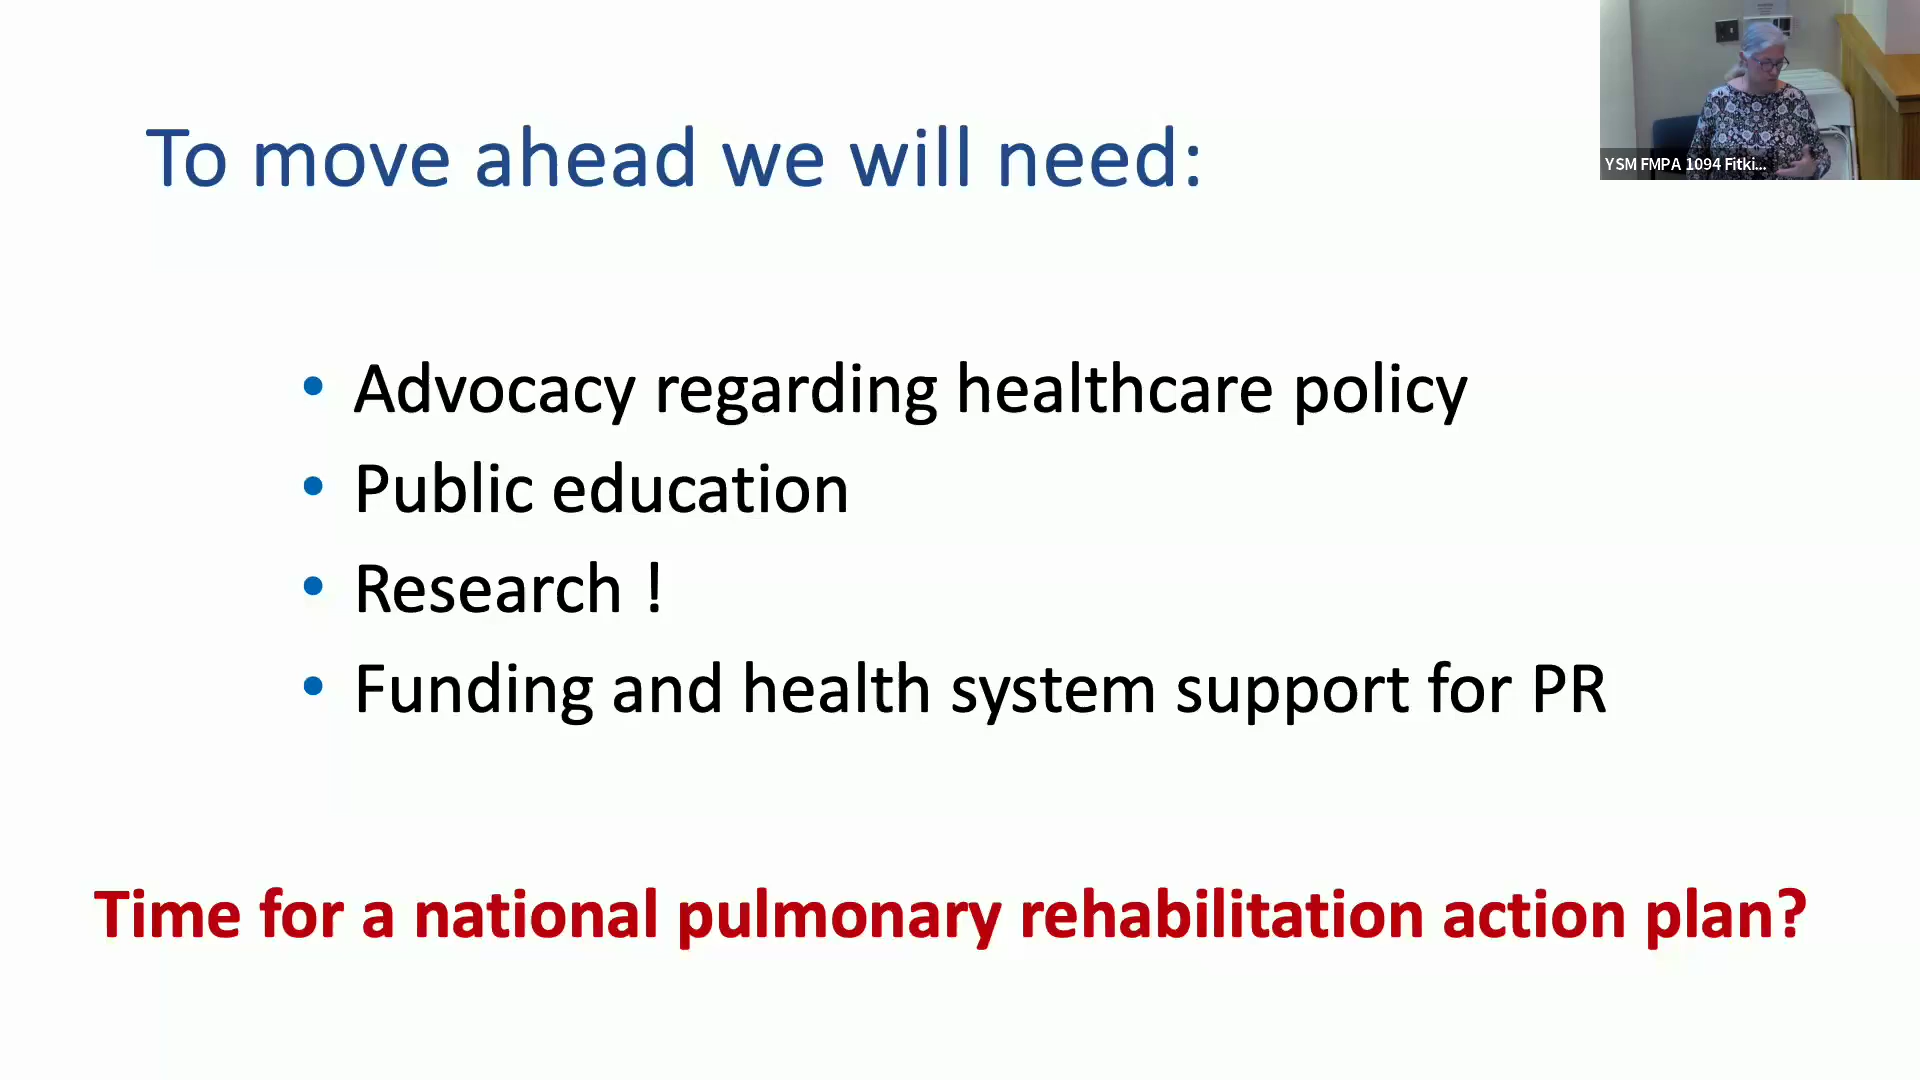 To move ahead we will need:
• Advocacy regarding healthcare policy
• Public education
• Research !
• Funding and health system support for PR
Time for a national pulmonary rehabilitation action plan?
YSM FMPA 1094 Fitki...